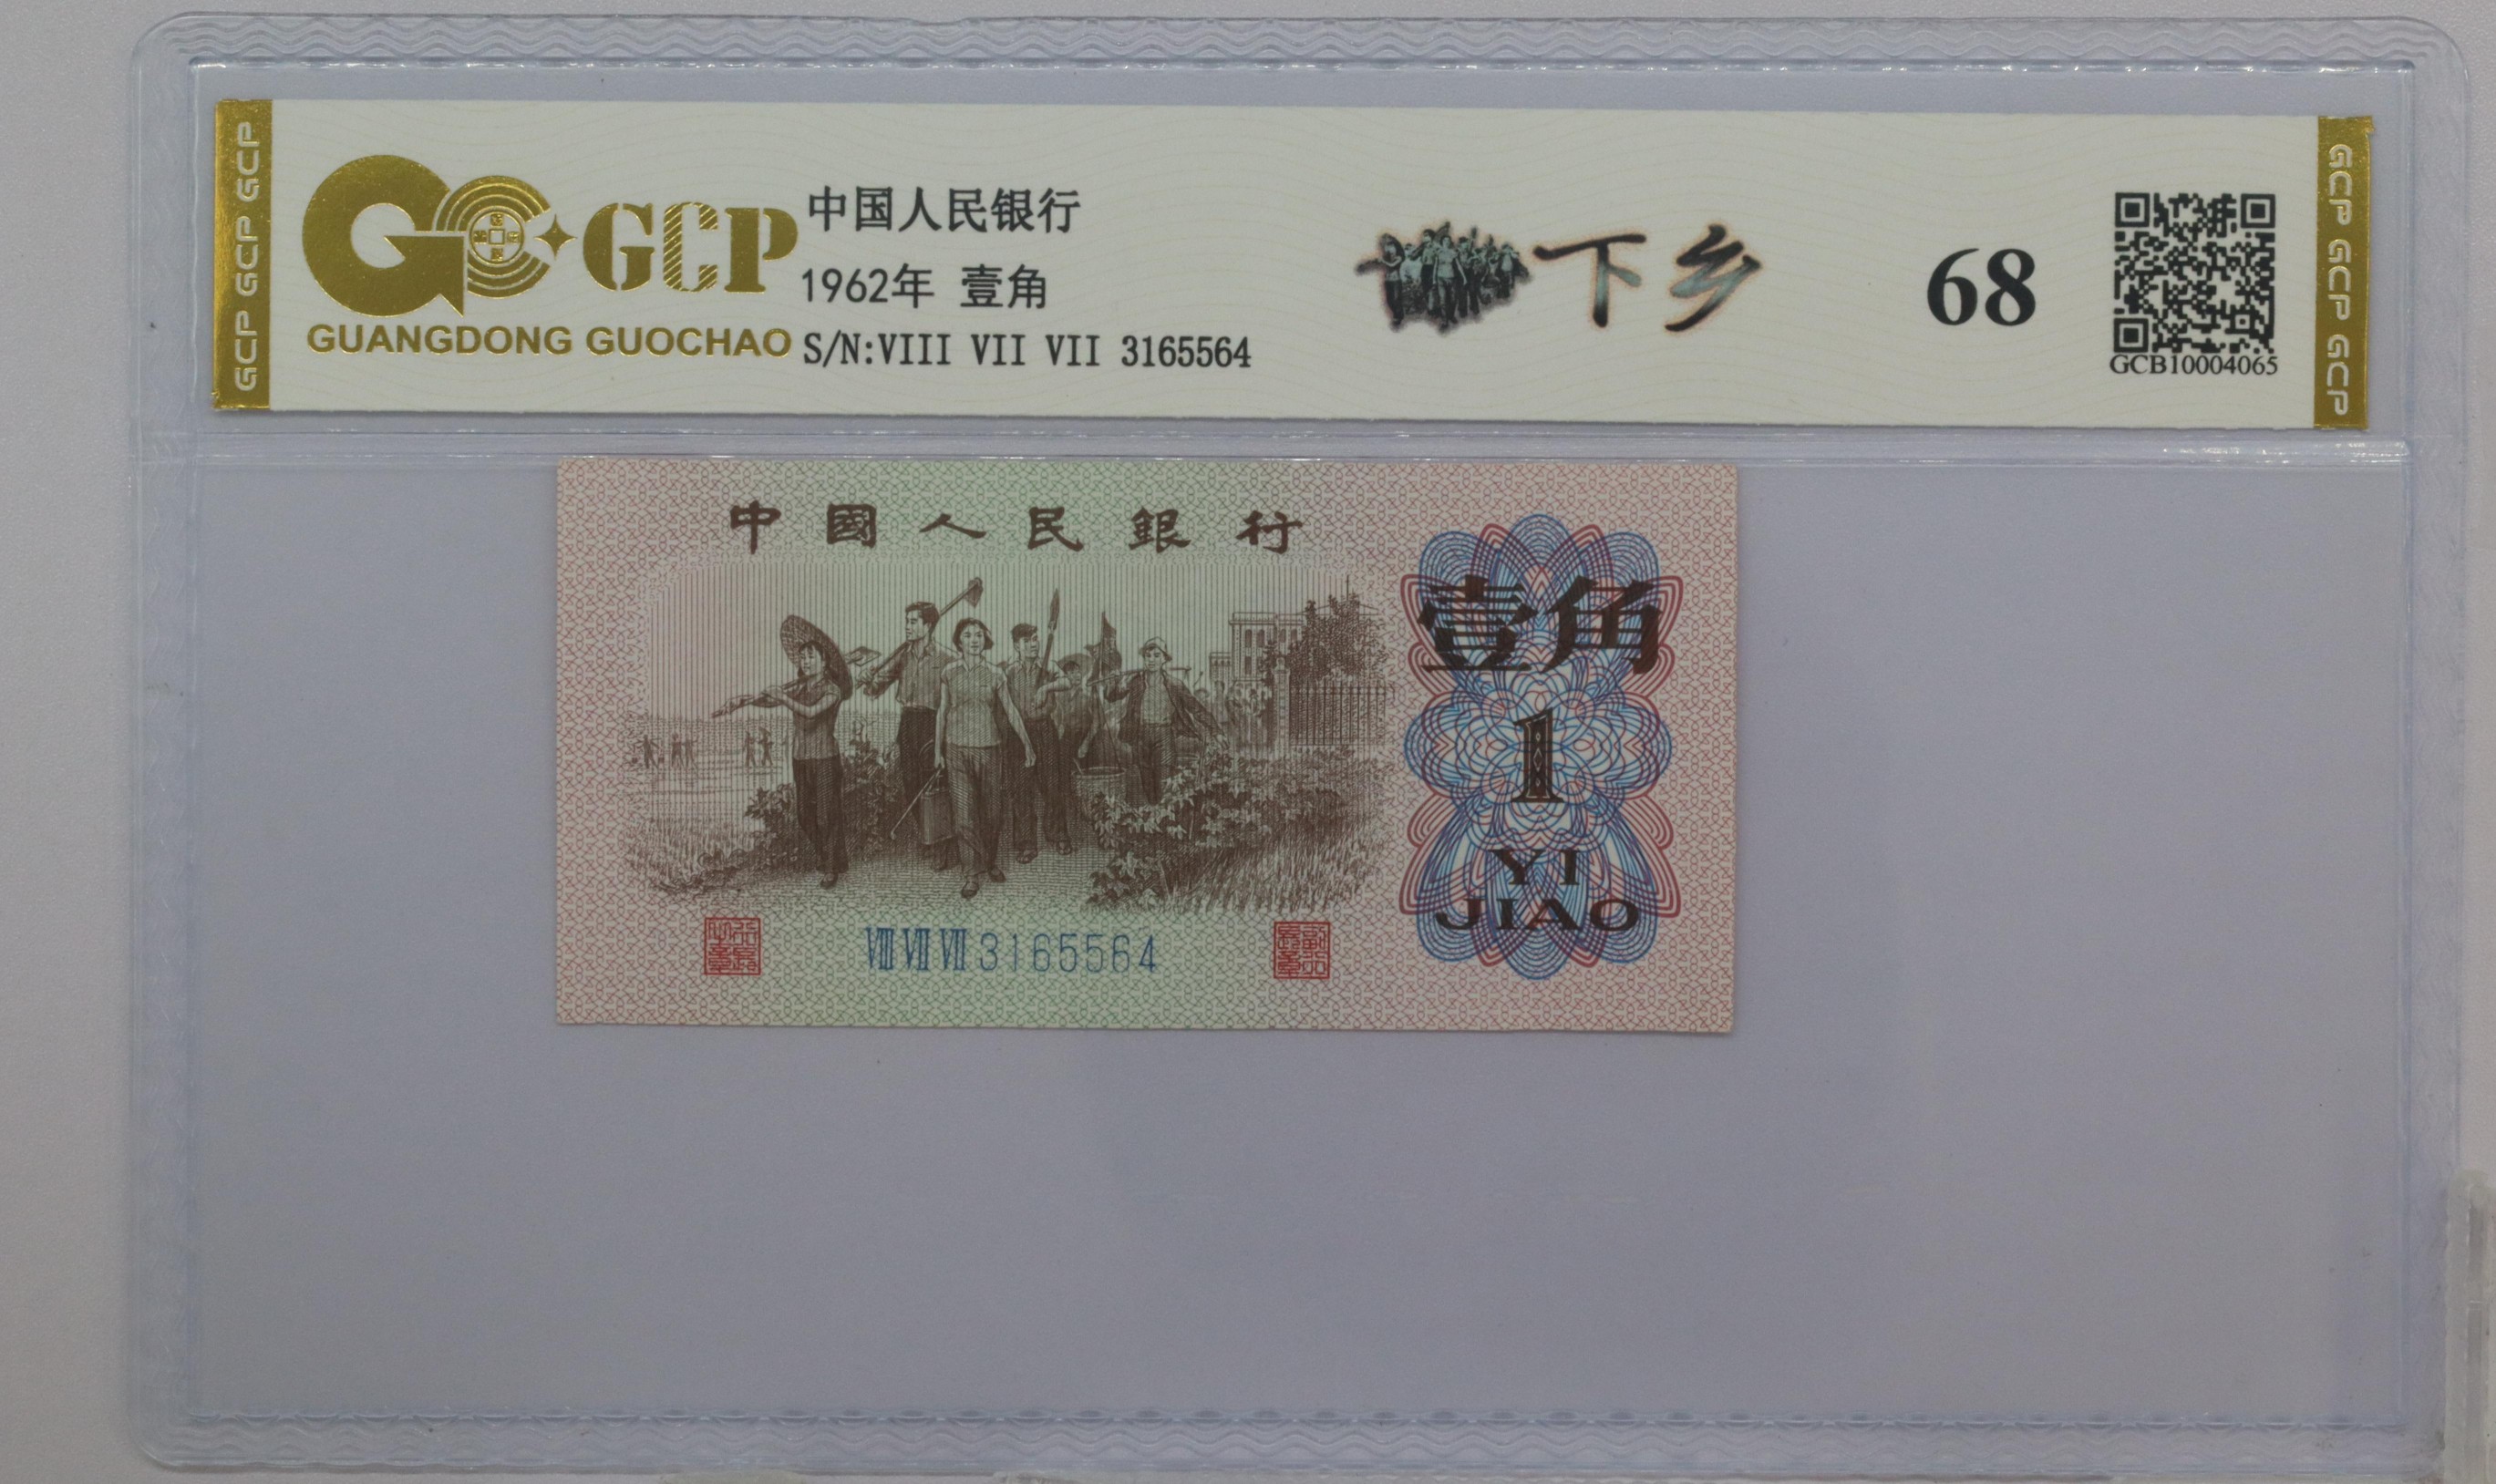 GCP GCP GCP
GCP
GUANGDONG GUOCHAO
中国人民银行
1962年 壹角
S/N:VIII VII VII 3165564
下乡
68
GCB10004065
GCP GCP GCP
中國人民銀行
壹角
1
YI
JIAO
VIII VII VII 3165564